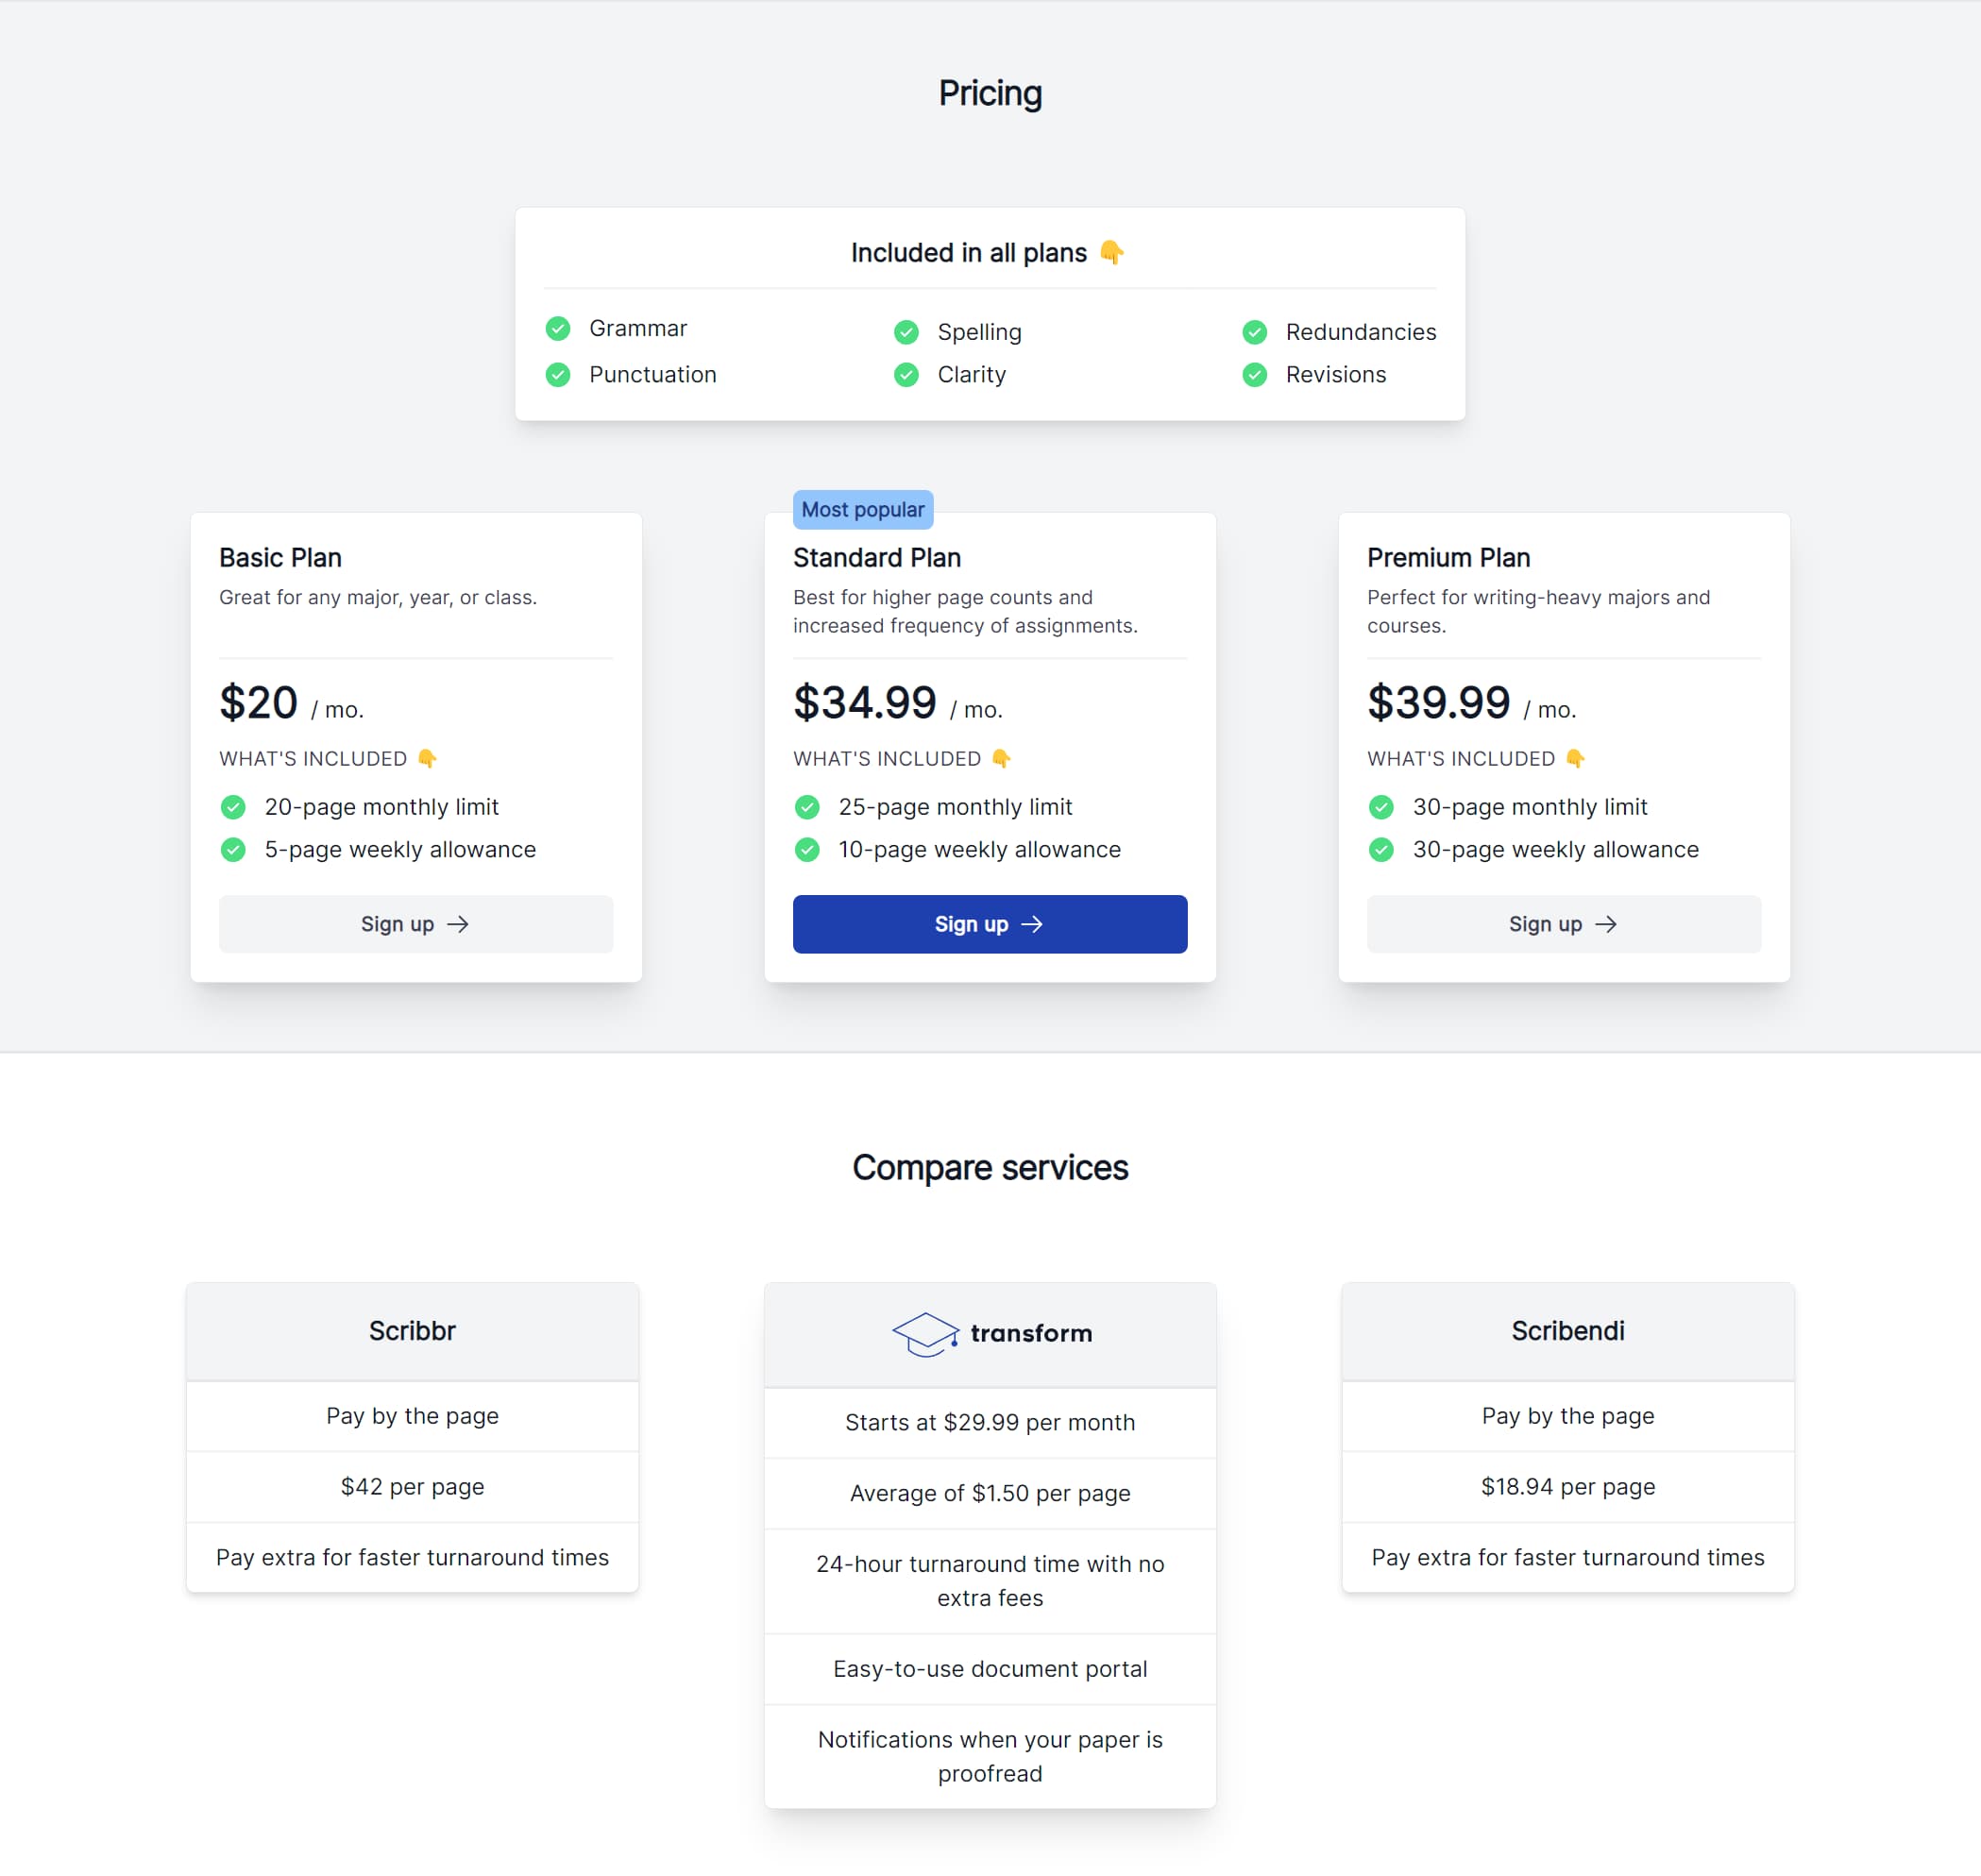 Pricing
Included in all plans 👇
Grammar
Spelling
Redundancies
Punctuation
Clarity
Revisions
Basic Plan
Great for any major, year, or class.
$20 / mo.
WHAT'S INCLUDED 👇
20-page monthly limit
5-page weekly allowance
Sign up →
Most popular
Standard Plan
Best for higher page counts and
increased frequency of assignments.
$34.99 / mo.
WHAT'S INCLUDED 👇
25-page monthly limit
10-page weekly allowance
Sign up →
Premium Plan
Perfect for writing-heavy majors and
courses.
$39.99 / mo.
WHAT'S INCLUDED 👇
30-page monthly limit
30-page weekly allowance
Sign up →
Compare services
Scribbr
Pay by the page
$42 per page
Pay extra for faster turnaround times
transform
Starts at $29.99 per month
Average of $1.50 per page
24-hour turnaround time with no
extra fees
Easy-to-use document portal
Notifications when your paper is
proofread
Scribendi
Pay by the page
$18.94 per page
Pay extra for faster turnaround times